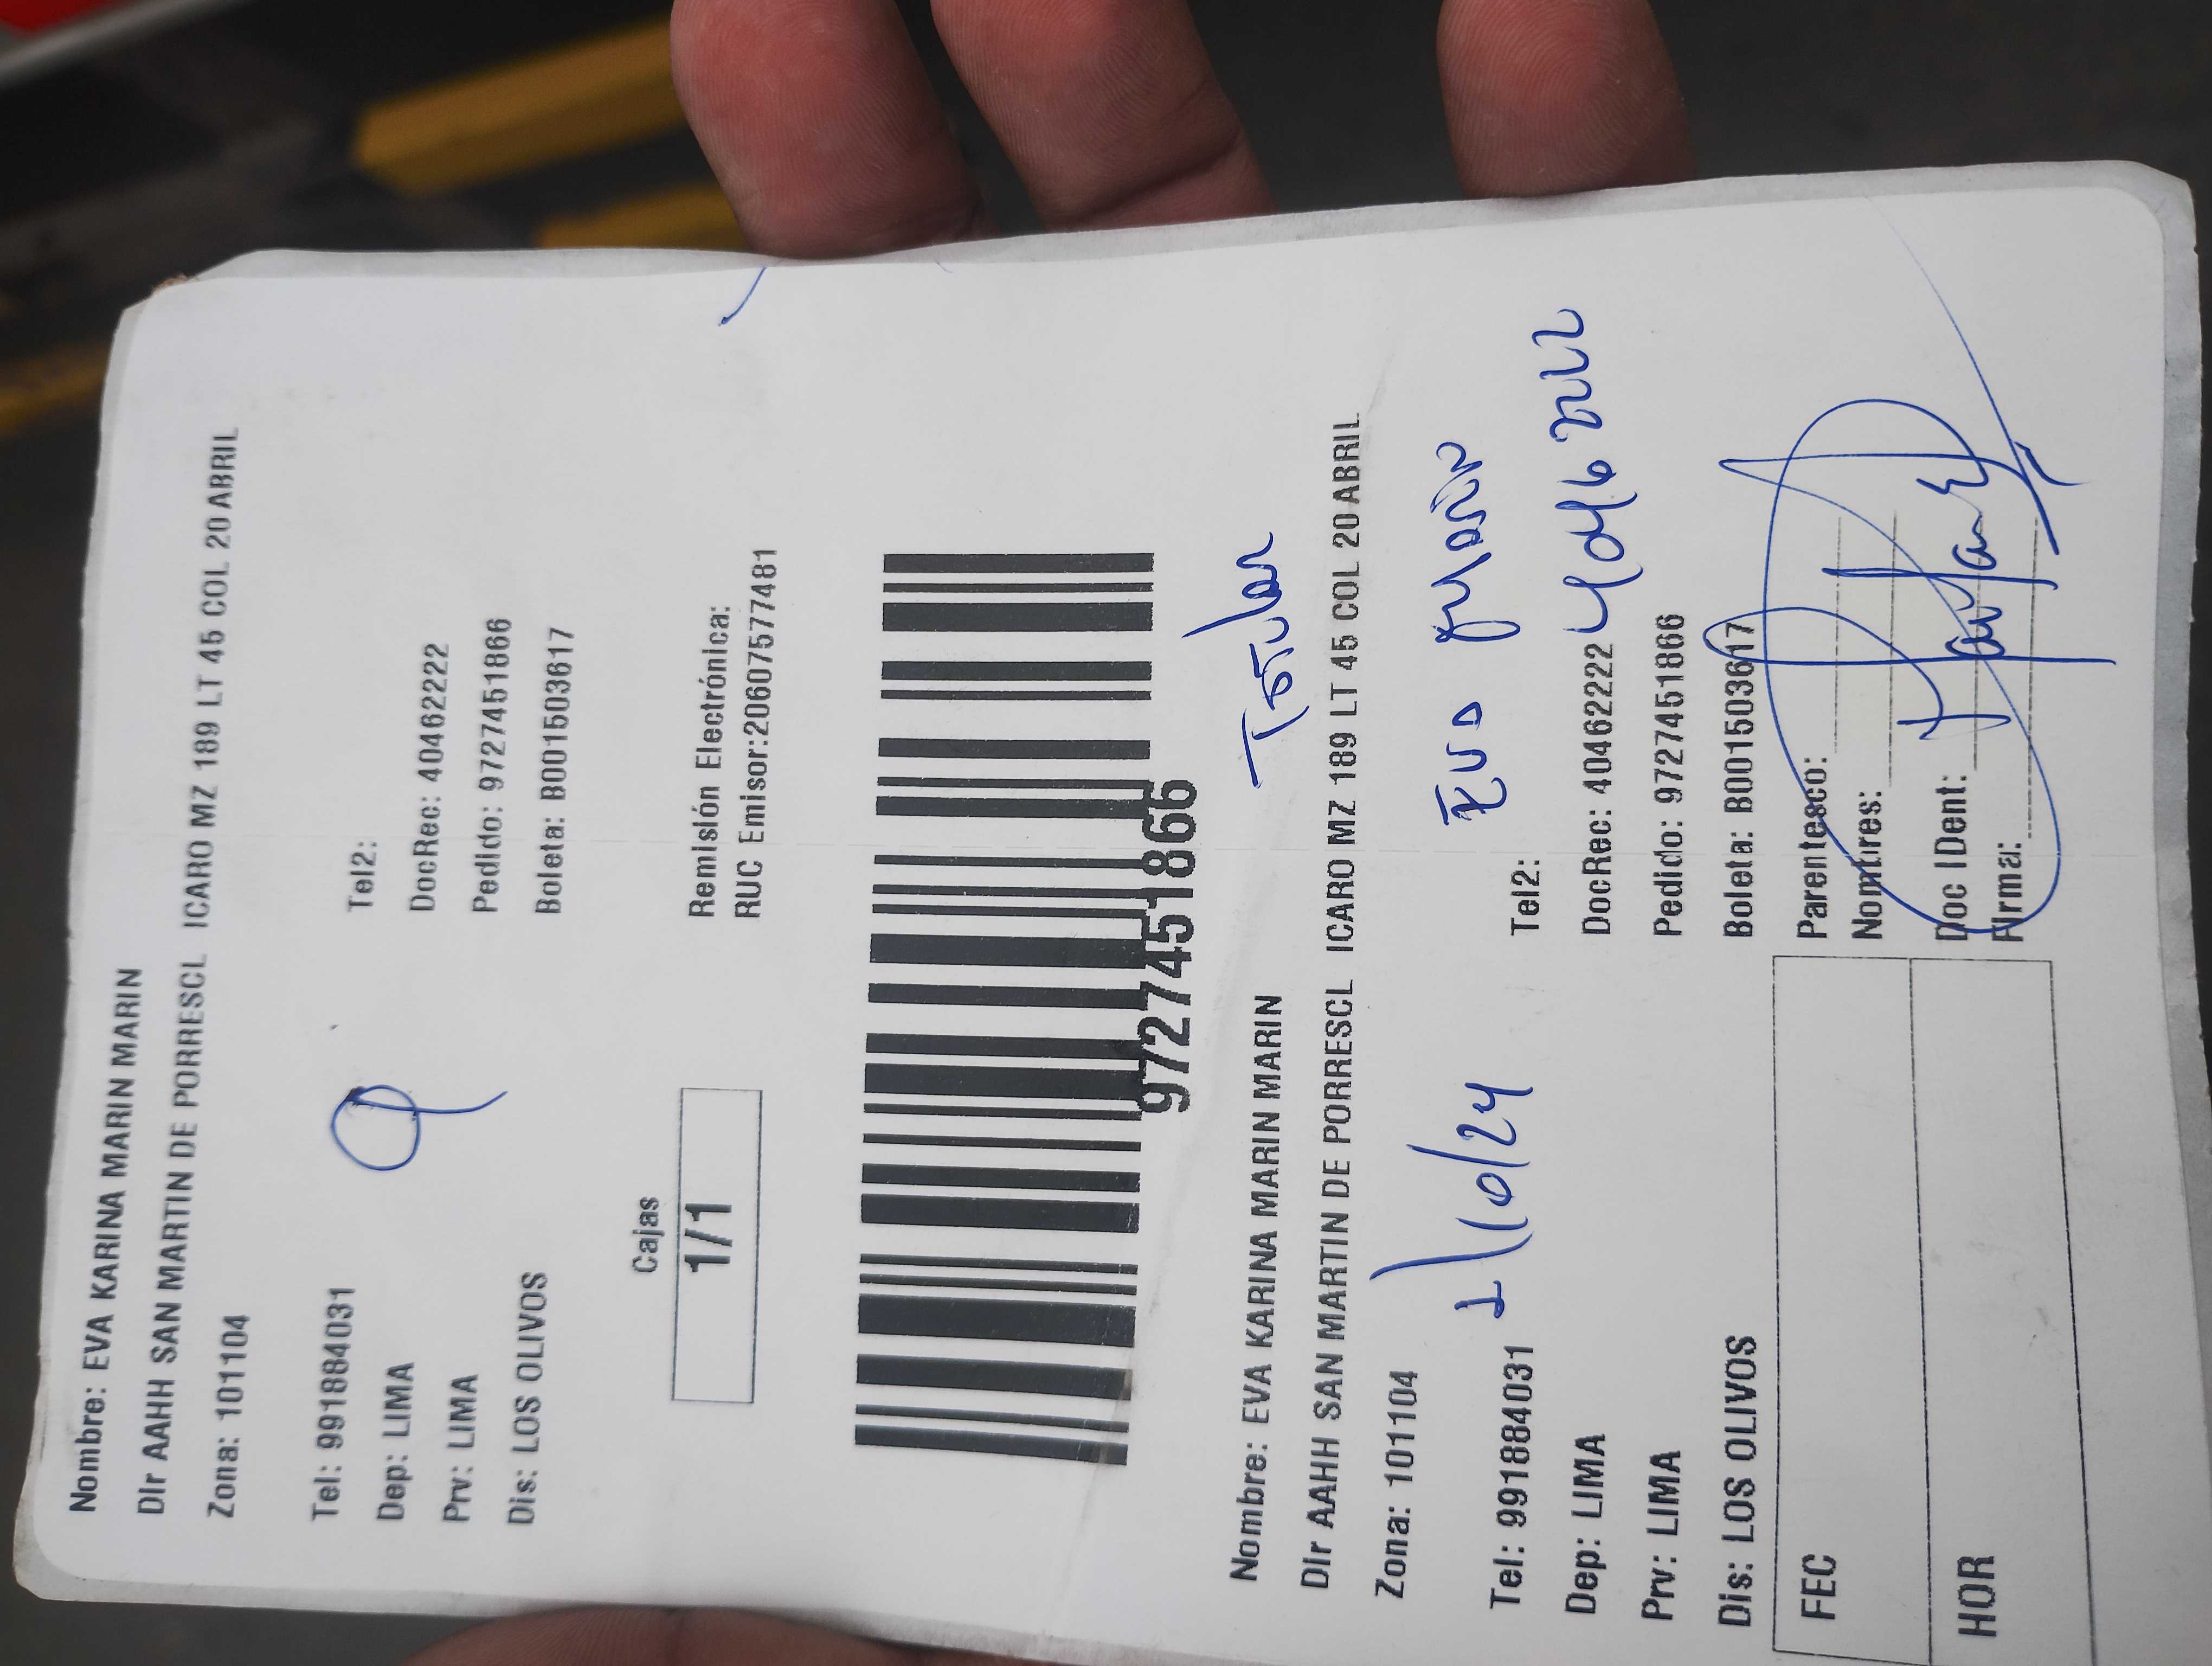 Nombre: EVA KARINA MARIN MARIN
Dir AAHH SAN MARTIN DE PORRESCL ICARO MZ 189 LT 45 COL 20 ABRIL
Zona: 101104
Tel: 991884031 Tel2:
Dep: LIMA DocRec: 40462222
Prv: LIMA Pedido: 9727451866
Dis: LOS OLIVOS Boleta: B001503617
Cajas
1/1
Remisión Electrónica:
RUC Emisor:20607577481
9727451866
Titular
Nombre: EVA KARINA MARIN MARIN
Dir AAHH SAN MARTIN DE PORRESCL ICARO MZ 189 LT 45 COL 20 ABRIL
Zona: 101104
2/10/24 Eva Marin
Tel: 991884031 Tel2:
40462222
Dep: LIMA DocRec: 40462222
Prv: LIMA Pedido: 9727451866
Dis: LOS OLIVOS Boleta: B001503617
FEC Parentesco:
Nombres:
HOR Doc IDent:
Firma: